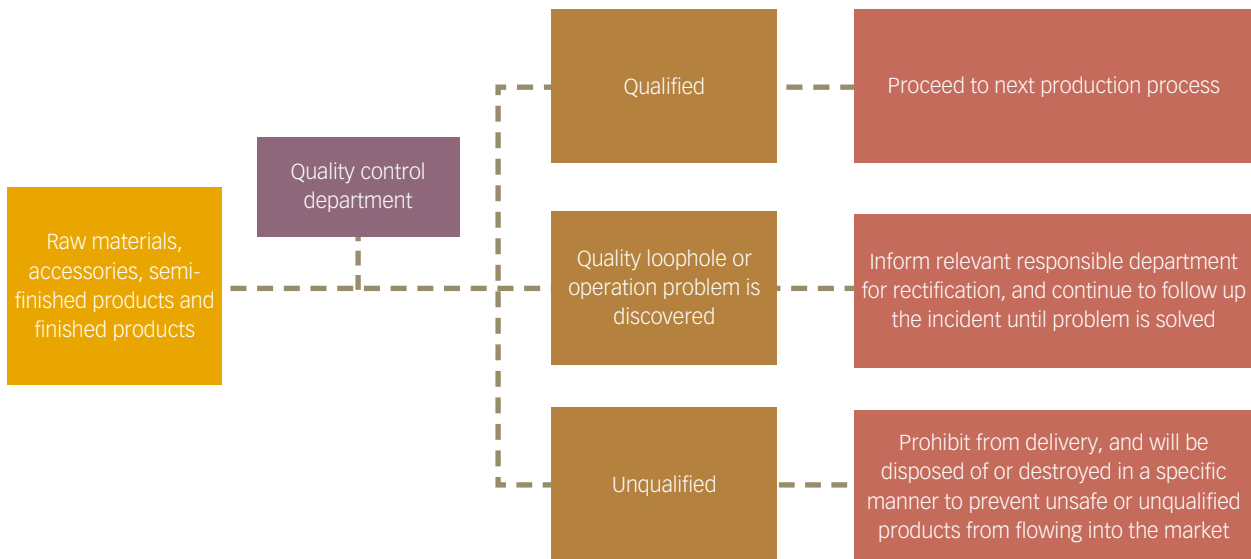 Raw materials,
accessories, semi-
finished products and
finished products
Quality control
department
Qualified
Proceed to next production process
Quality loophole or
operation problem is
discovered
Inform relevant responsible department
for rectification, and continue to follow up
the incident until problem is solved
Unqualified
Prohibit from delivery, and will be
disposed of or destroyed in a specific
manner to prevent unsafe or unqualified
products from flowing into the market